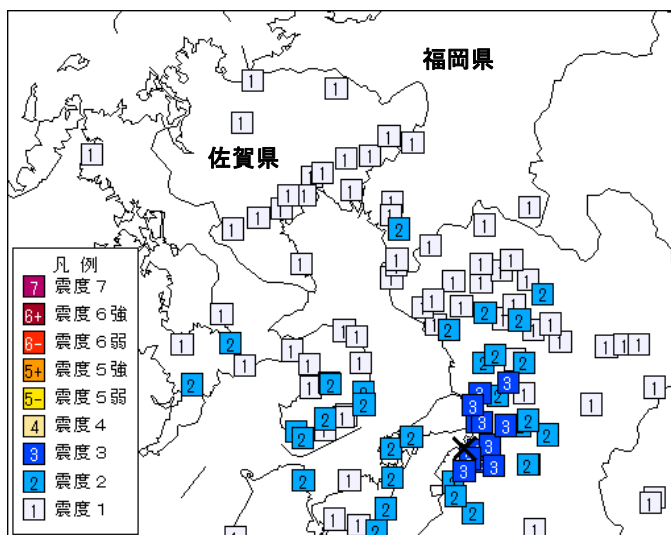 福岡県
佐賀県
凡例
7 震度7
6+ 震度6強
6- 震度6弱
5+ 震度5強
5- 震度5弱
4 震度4
3 震度3
2 震度2
1 震度1